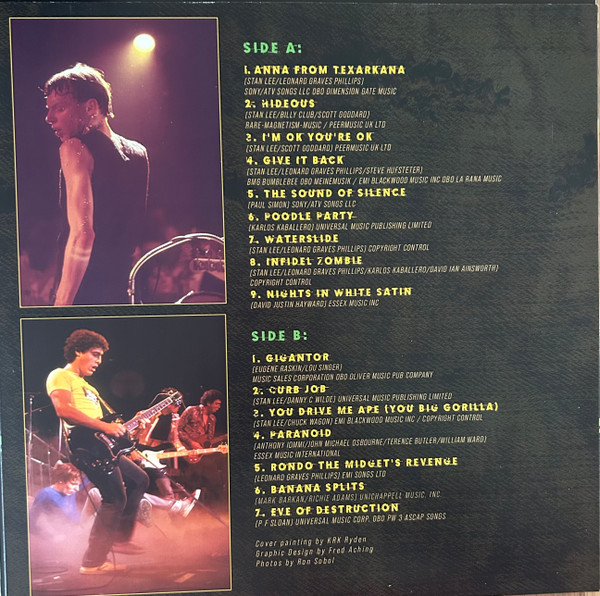 SIDE A:
1. ANNA FROM TEXARKANA
(STAN LEE/LEONARD GRAVES PHILLIPS)
SONY/ATV SONGS LLC OBO DIMENSION GATE MUSIC
2. HIDEOUS
(STAN LEE/BILLY CLUB/SCOTT GODDARD)
RARE-MAGNETISM-MUSIC / PEERMUSIC UK LTD
3. I'M OK YOU'RE OK
(STAN LEE/SCOTT GODDARD) PEERMUSIC UK LTD
4. GIVE IT BACK
(STAN LEE/LEONARD GRAVES PHILLIPS/STEVE HUFSTETER)
BMG BUMBLEBEE OBO MEINEMUSIK / EMI BLACKWOOD MUSIC INC OBO LA RANA MUSIC
5. THE SOUND OF SILENCE
(PAUL SIMON) SONY/ATV SONGS LLC
6. POODLE PARTY
(KARLOS KABALLERO) UNIVERSAL MUSIC PUBLISHING LIMITED
7. WATERSLIDE
(STAN LEE/LEONARD GRAVES PHILLIPS) COPYRIGHT CONTROL
8. INFIDEL ZOMBIE
(STAN LEE/LEONARD GRAVES PHILLIPS/KARLOS KABALLERO/DAVID IAN AINSWORTH)
COPYRIGHT CONTROL
9. NIGHTS IN WHITE SATIN
(DAVID JUSTIN HAYWARD) ESSEX MUSIC INC
SIDE B:
1. GIGANTOR
(EUGENE RASKIN/LOU SINGER)
MUSIC SALES CORPORATION OBO OLIVER MUSIC PUB COMPANY
2. CURB JOB
(STAN LEE/DANNY C WILDE) UNIVERSAL MUSIC PUBLISHING LIMITED
3. YOU DRIVE ME APE (YOU BIG GORILLA)
(STAN LEE/CHUCK WAGON) EMI BLACKWOOD MUSIC INC / COPYRIGHT CONTROL
4. PARANOID
(ANTHONY IOMMI/JOHN MICHAEL OSBOURNE/TERENCE BUTLER/WILLIAM WARD)
ESSEX MUSIC INTERNATIONAL
5. RONDO THE MIDGET'S REVENGE
(LEONARD GRAVES PHILLIPS) EMI SONGS LTD
6. BANANA SPLITS
(MARK BARKAN/RICHIE ADAMS) UNICHAPPELL MUSIC, INC.
7. EVE OF DESTRUCTION
(P F SLOAN) UNIVERSAL MUSIC CORP. OBO PW 3 ASCAP SONGS
Cover painting by KRK Ryden
Graphic Design by Fred Aching
Photos by Ron Sobol